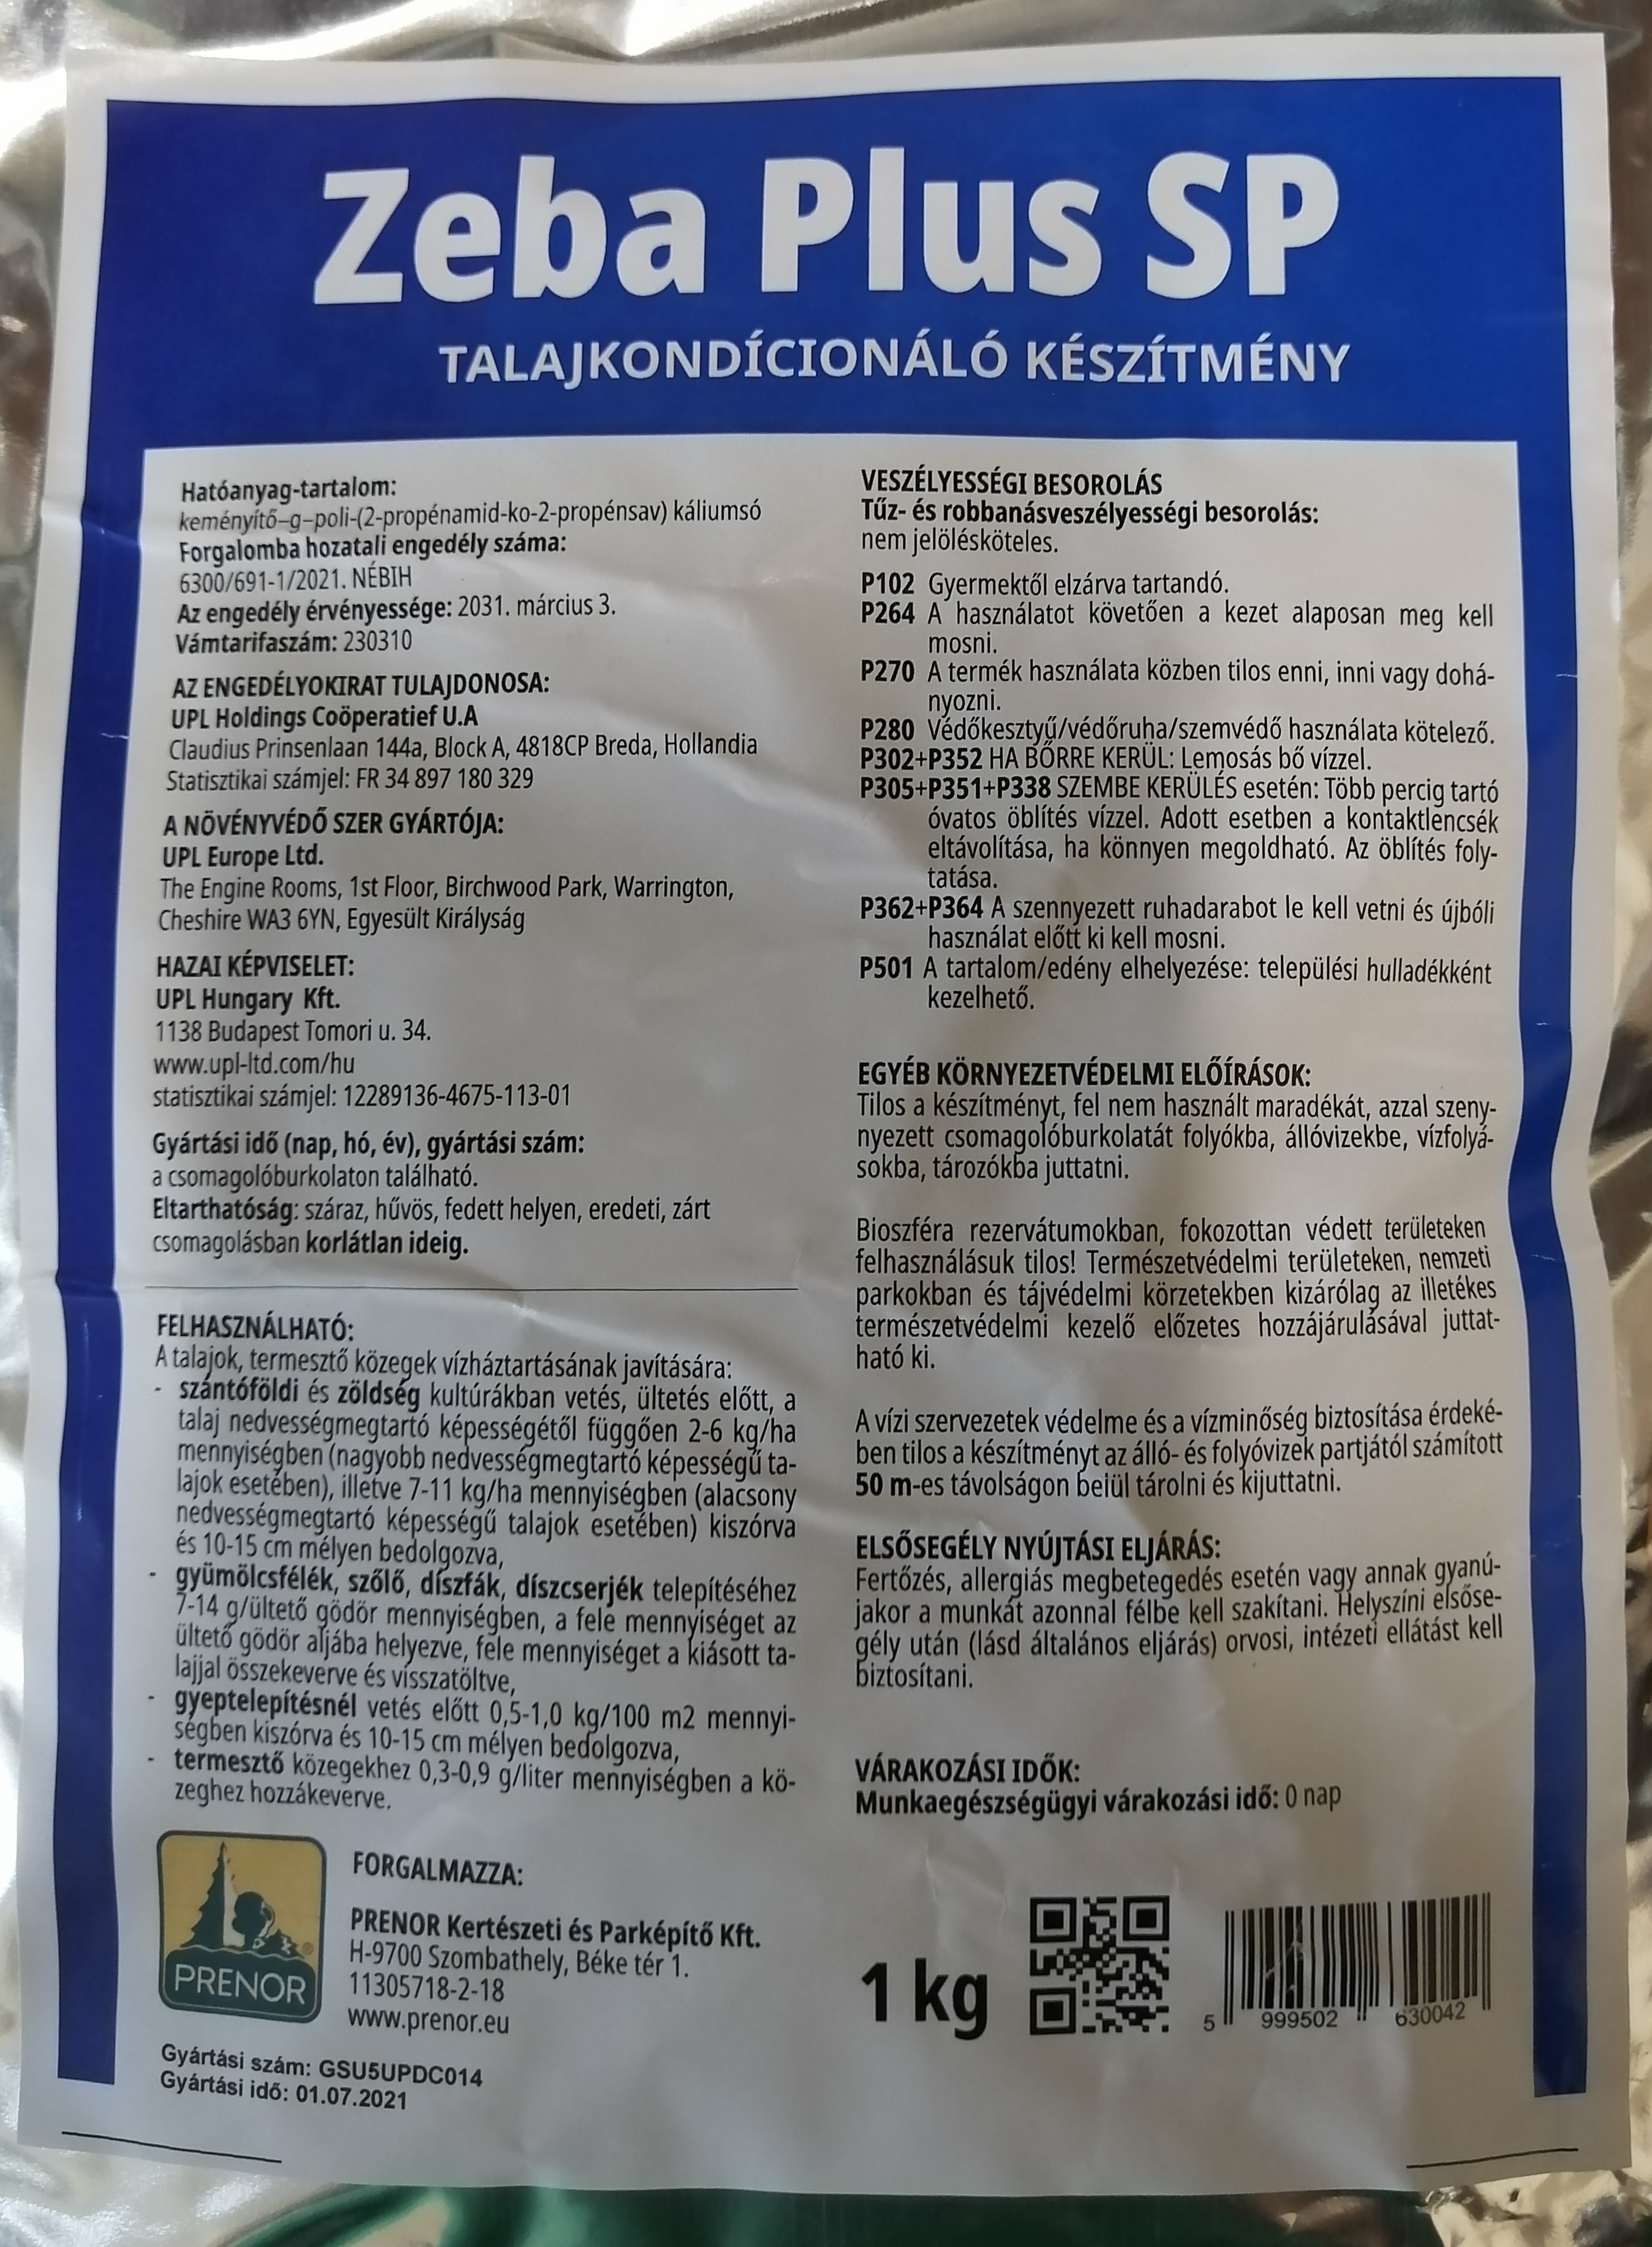 Zeba Plus SP
TALAJKONDÍCIONÁLÓ KÉSZÍTMÉNY
Hatóanyag-tartalom:
keményítő–g–poli-(2-propénamid-ko-2-propénsav) káliumsó
Forgalomba hozatali engedély száma:
6300/691-1/2021. NÉBIH
Az engedély érvényessége: 2031. március 3.
Vámtarifaszám: 230310
AZ ENGEDÉLYOKIRAT TULAJDONOSA:
UPL Holdings Coöperatief U.A
Claudius Prinsenlaan 144a, Block A, 4818CP Breda, Hollandia
Statisztikai számjel: FR 34 897 180 329
A NÖVÉNYVÉDŐ SZER GYÁRTÓJA:
UPL Europe Ltd.
The Engine Rooms, 1st Floor, Birchwood Park, Warrington,
Cheshire WA3 6YN, Egyesült Királyság
HAZAI KÉPVISELET:
UPL Hungary Kft.
1138 Budapest Tomori u. 34.
www.upl-ltd.com/hu
statisztikai számjel: 12289136-4675-113-01
Gyártási idő (nap, hó, év), gyártási szám:
a csomagolóburkolaton található.
Eltarthatóság: száraz, hűvös, fedett helyen, eredeti, zárt
csomagolásban korlátlan ideig.
FELHASZNÁLHATÓ:
A talajok, termesztő közegek vízháztartásának javítására:
- szántóföldi és zöldség kultúrákban vetés, ültetés előtt, a
talaj nedvességmegtartó képességétől függően 2-6 kg/ha
mennyiségben (nagyobb nedvességmegtartó képességű ta-
lajok esetében), illetve 7-11 kg/ha mennyiségben (alacsony
nedvességmegtartó képességű talajok esetében) kiszórva
és 10-15 cm mélyen bedolgozva,
- gyümölcsfélék, szőlő, díszfák, díszcserjék telepítéséhez
7-14 g/ültető gödör mennyiségben, a fele mennyiséget az
ültető gödör aljába helyezve, fele mennyiséget a kiásott ta-
lajjal összekeverve és visszatöltve,
- gyeptelepítésnél vetés előtt 0,5-1,0 kg/100 m2 mennyi-
ségben kiszórva és 10-15 cm mélyen bedolgozva,
- termesztő közegekhez 0,3-0,9 g/liter mennyiségben a kö-
zeghez hozzákeverve.
PRENOR
FORGALMAZZA:
PRENOR Kertészeti és Parképítő Kft.
H-9700 Szombathely, Béke tér 1.
11305718-2-18
www.prenor.eu
Gyártási szám: GSU5UPDC014
Gyártási idő: 01.07.2021
VESZÉLYESSÉGI BESOROLÁS
Tűz- és robbanásveszélyességi besorolás:
nem jelölésköteles.
P102 Gyermektől elzárva tartandó.
P264 A használatot követően a kezet alaposan meg kell
mosni.
P270 A termék használata közben tilos enni, inni vagy dohá-
nyozni.
P280 Védőkesztyű/védőruha/szemvédő használata kötelező.
P302+P352 HA BŐRRE KERÜL: Lemosás bő vízzel.
P305+P351+P338 SZEMBE KERÜLÉS esetén: Több percig tartó
óvatos öblítés vízzel. Adott esetben a kontaktlencsék
eltávolítása, ha könnyen megoldható. Az öblítés foly-
tatása.
P362+P364 A szennyezett ruhadarabot le kell vetni és újbóli
használat előtt ki kell mosni.
P501 A tartalom/edény elhelyezése: települési hulladékként
kezelhető.
EGYÉB KÖRNYEZETVÉDELMI ELŐÍRÁSOK:
Tilos a készítményt, fel nem használt maradékát, azzal szeny-
nyezett csomagolóburkolatát folyókba, állóvizekbe, vízfolyá-
sokba, tározókba juttatni.
Bioszféra rezervátumokban, fokozottan védett területeken
felhasználásuk tilos! Természetvédelmi területeken, nemzeti
parkokban és tájvédelmi körzetekben kizárólag az illetékes
természetvédelmi kezelő előzetes hozzájárulásával juttat-
ható ki.
A vízi szervezetek védelme és a vízminőség biztosítása érdeké-
ben tilos a készítményt az álló- és folyóvizek partjától számított
50 m-es távolságon belül tárolni és kijuttatni.
ELSŐSEGÉLY NYÚJTÁSI ELJÁRÁS:
Fertőzés, allergiás megbetegedés esetén vagy annak gyanú-
jakor a munkát azonnal félbe kell szakítani. Helyszíni elsőse-
gély után (lásd általános eljárás) orvosi, intézeti ellátást kell
biztosítani.
VÁRAKOZÁSI IDŐK:
Munkaegészségügyi várakozási idő: 0 nap
1 kg
5 999502 630042